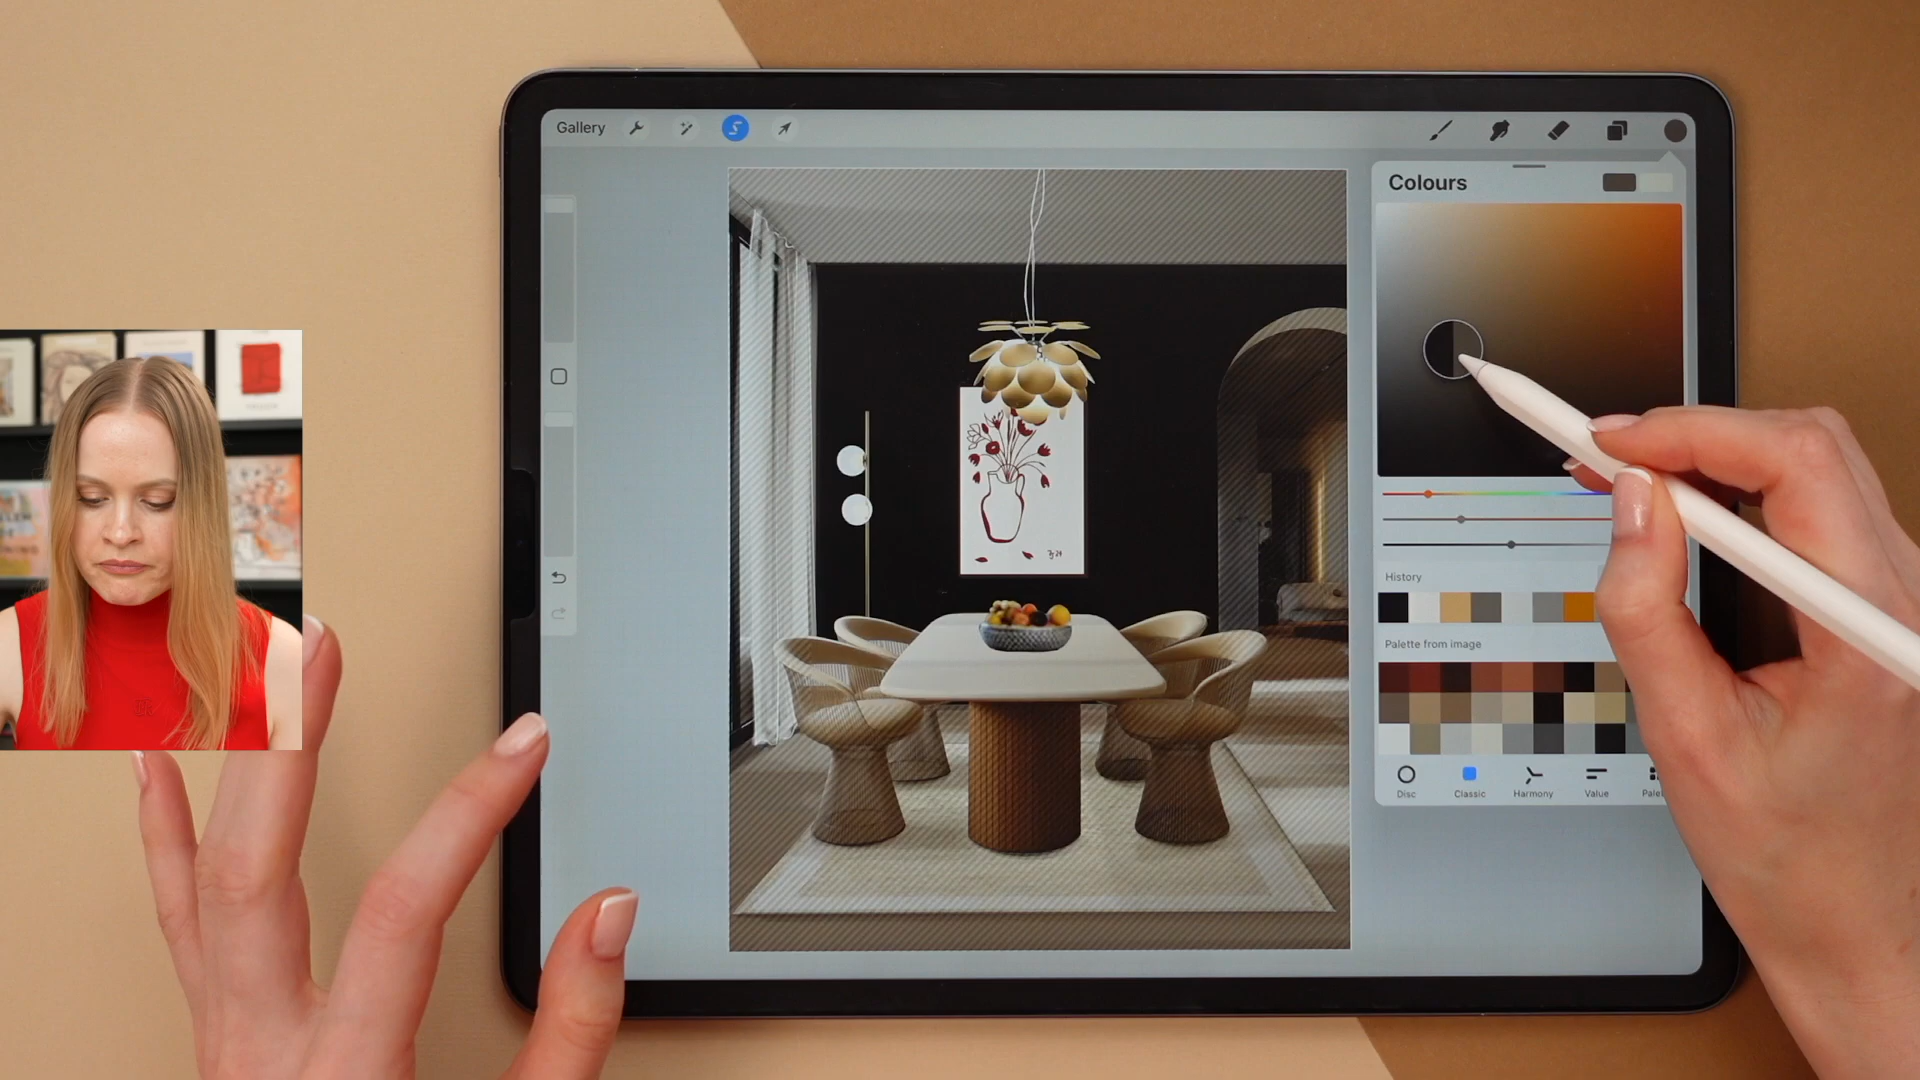 Gallery
Colours
History
Palette from image
Disc
Classic
Harmony
Value